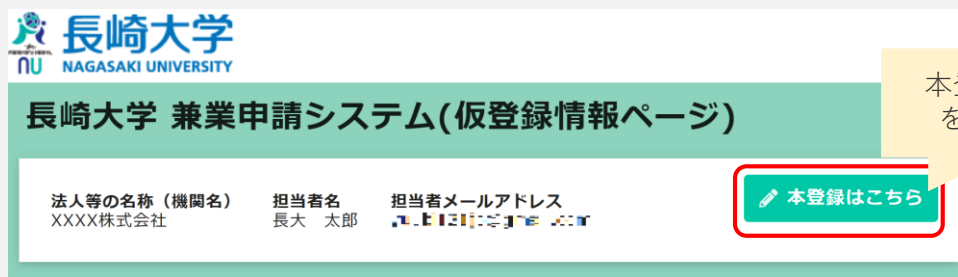 長崎大学
NU NAGASAKI UNIVERSITY
長崎大学 兼業申請システム(仮登録情報ページ)
法人等の名称（機関名） 担当者名 担当者メールアドレス
XXXX株式会社 長大 太郎
本登録はこちら
本
を